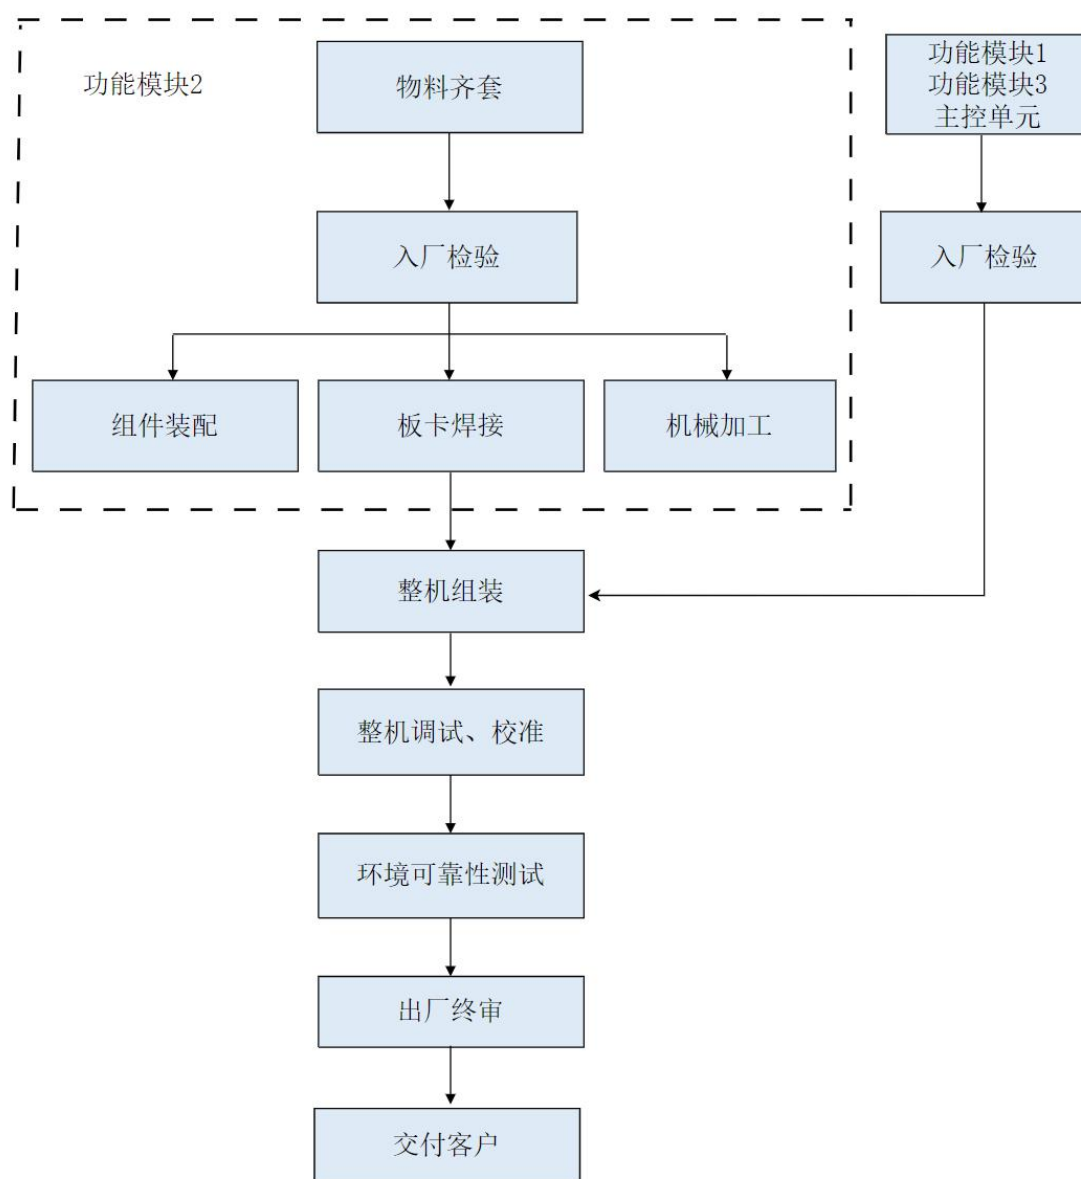 功能模块2
物料齐套
功能模块1
功能模块3
主控单元
入厂检验
入厂检验
组件装配
板卡焊接
机械加工
整机组装
整机调试、校准
环境可靠性测试
出厂终审
交付客户